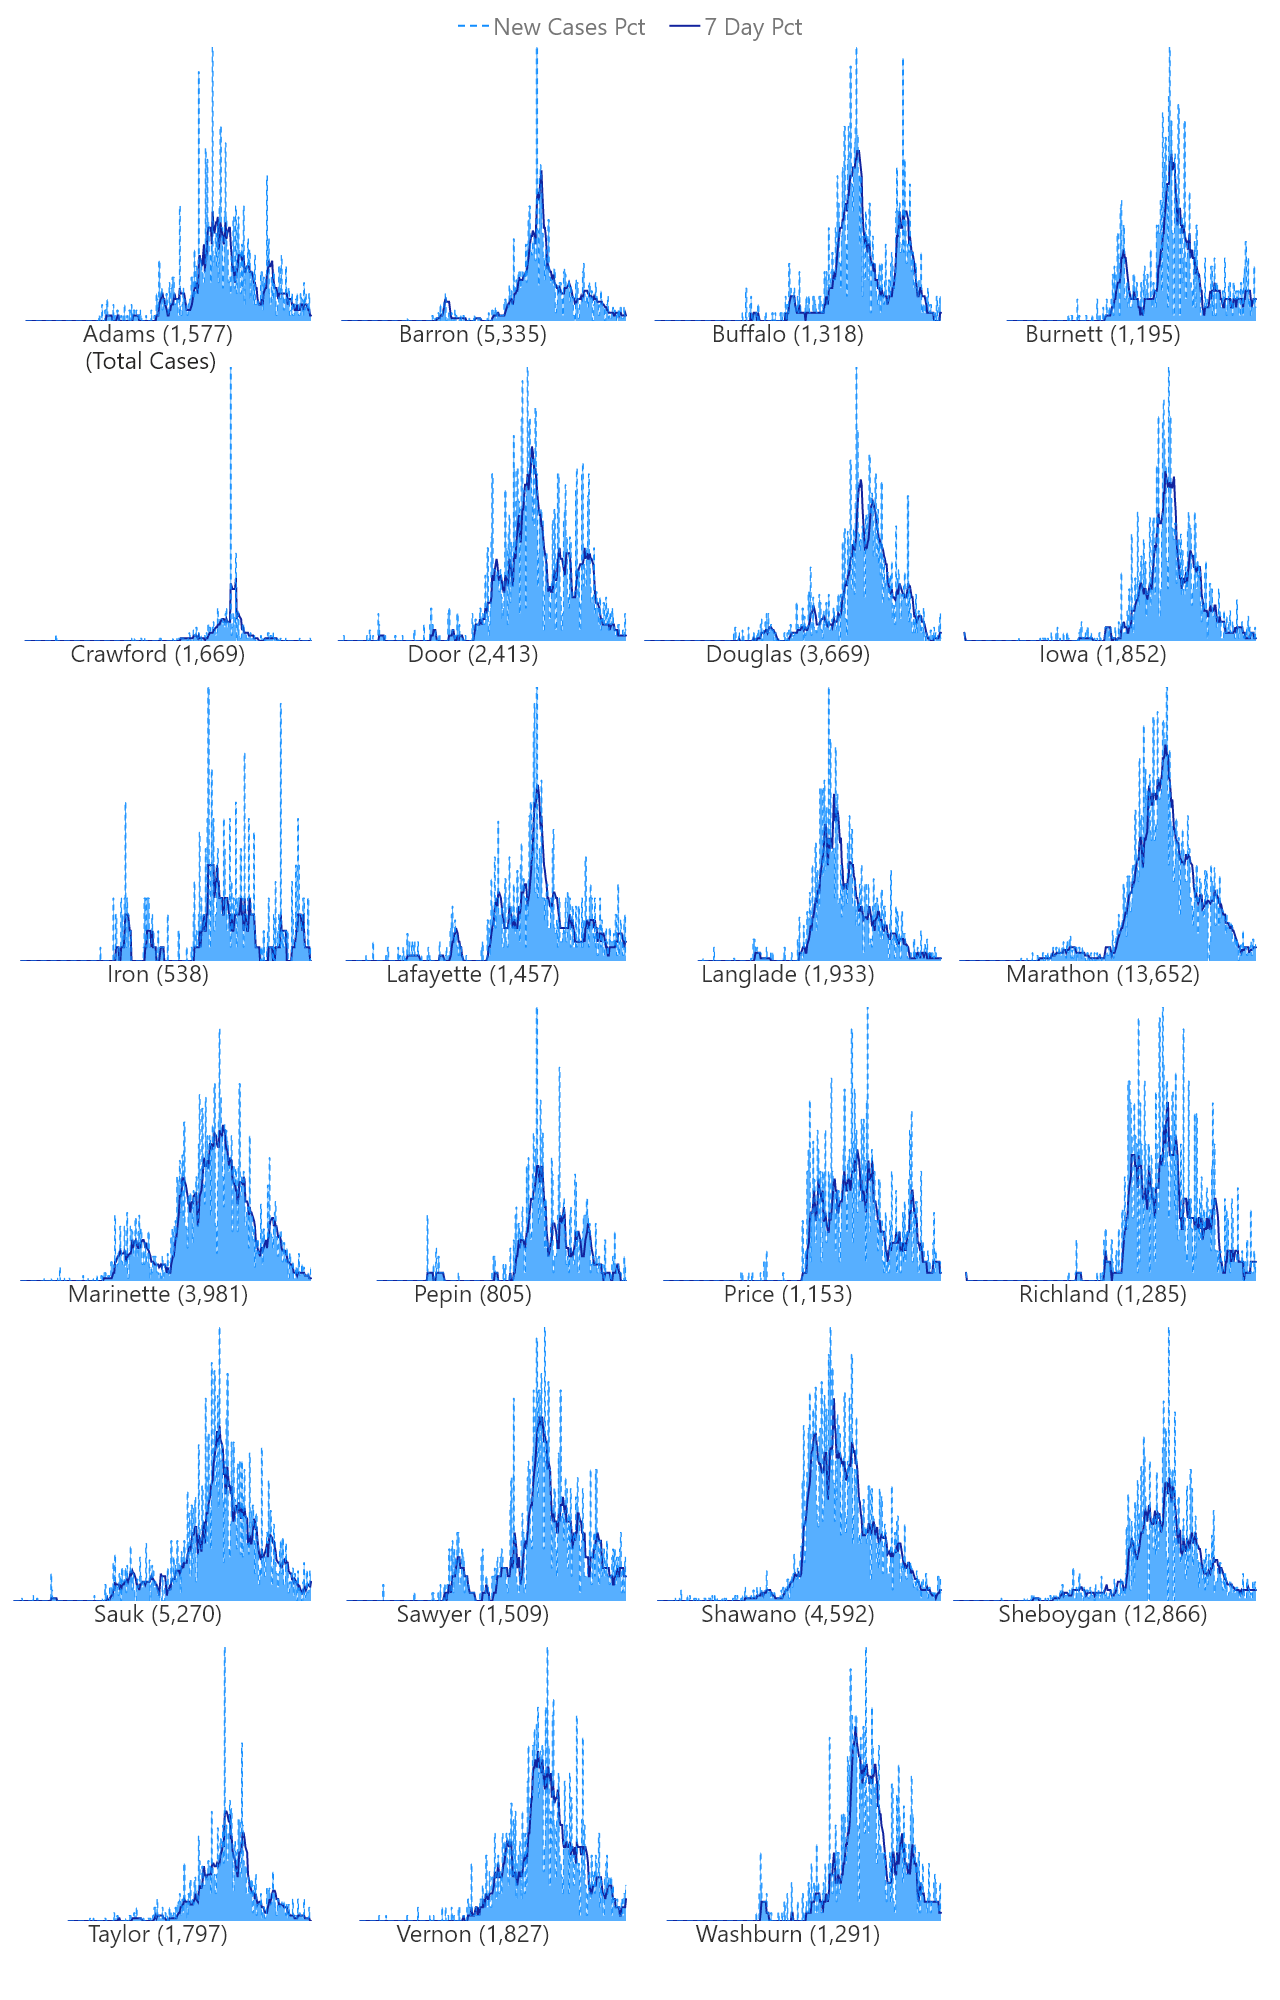 New Cases Pct 7 Day Pct
Adams (1,577) Barron (5,335) Buffalo (1,318) Burnett (1,195)
(Total Cases)
Crawford (1,669) Door (2,413) Douglas (3,669) Iowa (1,852)
Iron (538) Lafayette (1,457) Langlade (1,933) Marathon (13,652)
Marinette (3,981) Pepin (805) Price (1,153) Richland (1,285)
Sauk (5,270) Sawyer (1,509) Shawano (4,592) Sheboygan (12,866)
Taylor (1,797) Vernon (1,827) Washburn (1,291)